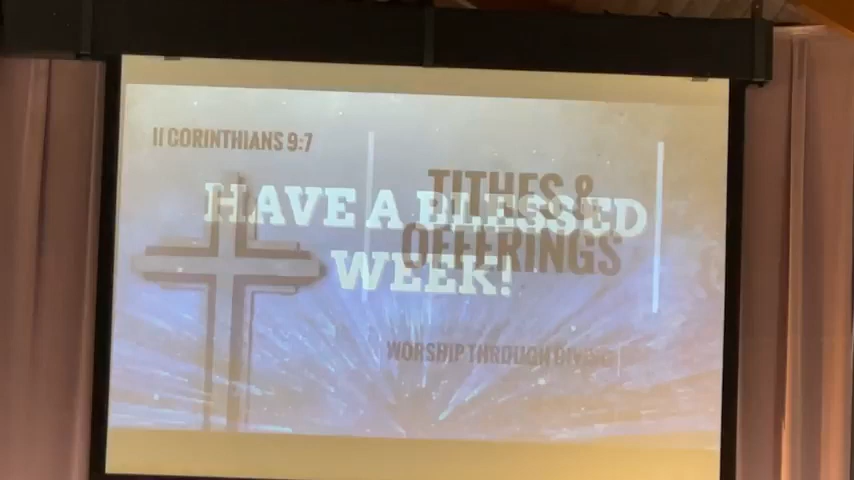 II CORINTHIANS 9:7
TITHES &
OFFERINGS
HAVE A BLESSED
WEEK!
WORSHIP THROUGH